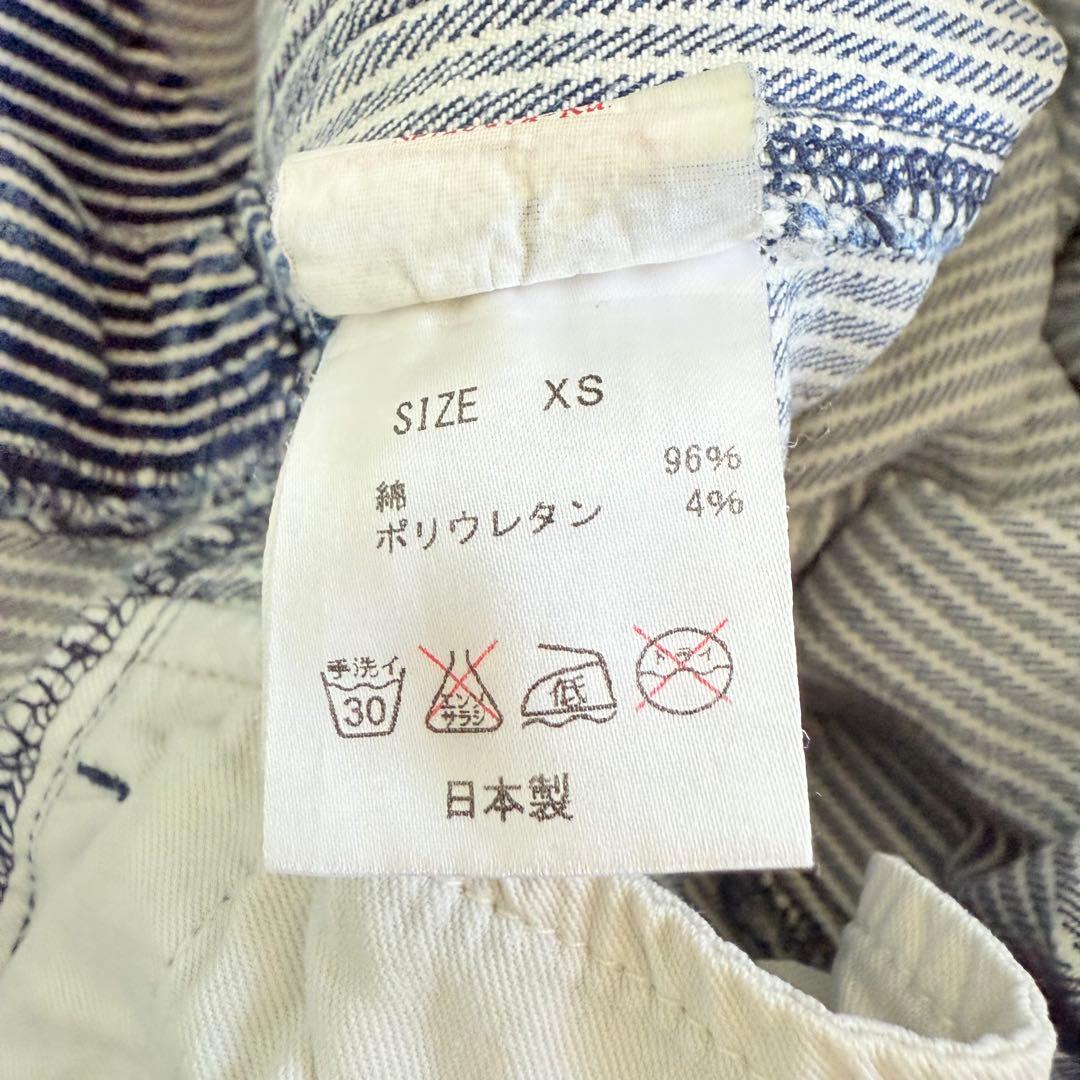 SIZE XS
綿 96%
ポリウレタン 4%
手洗イ
30
エンソ
サラシ
低
ドライ
日本製